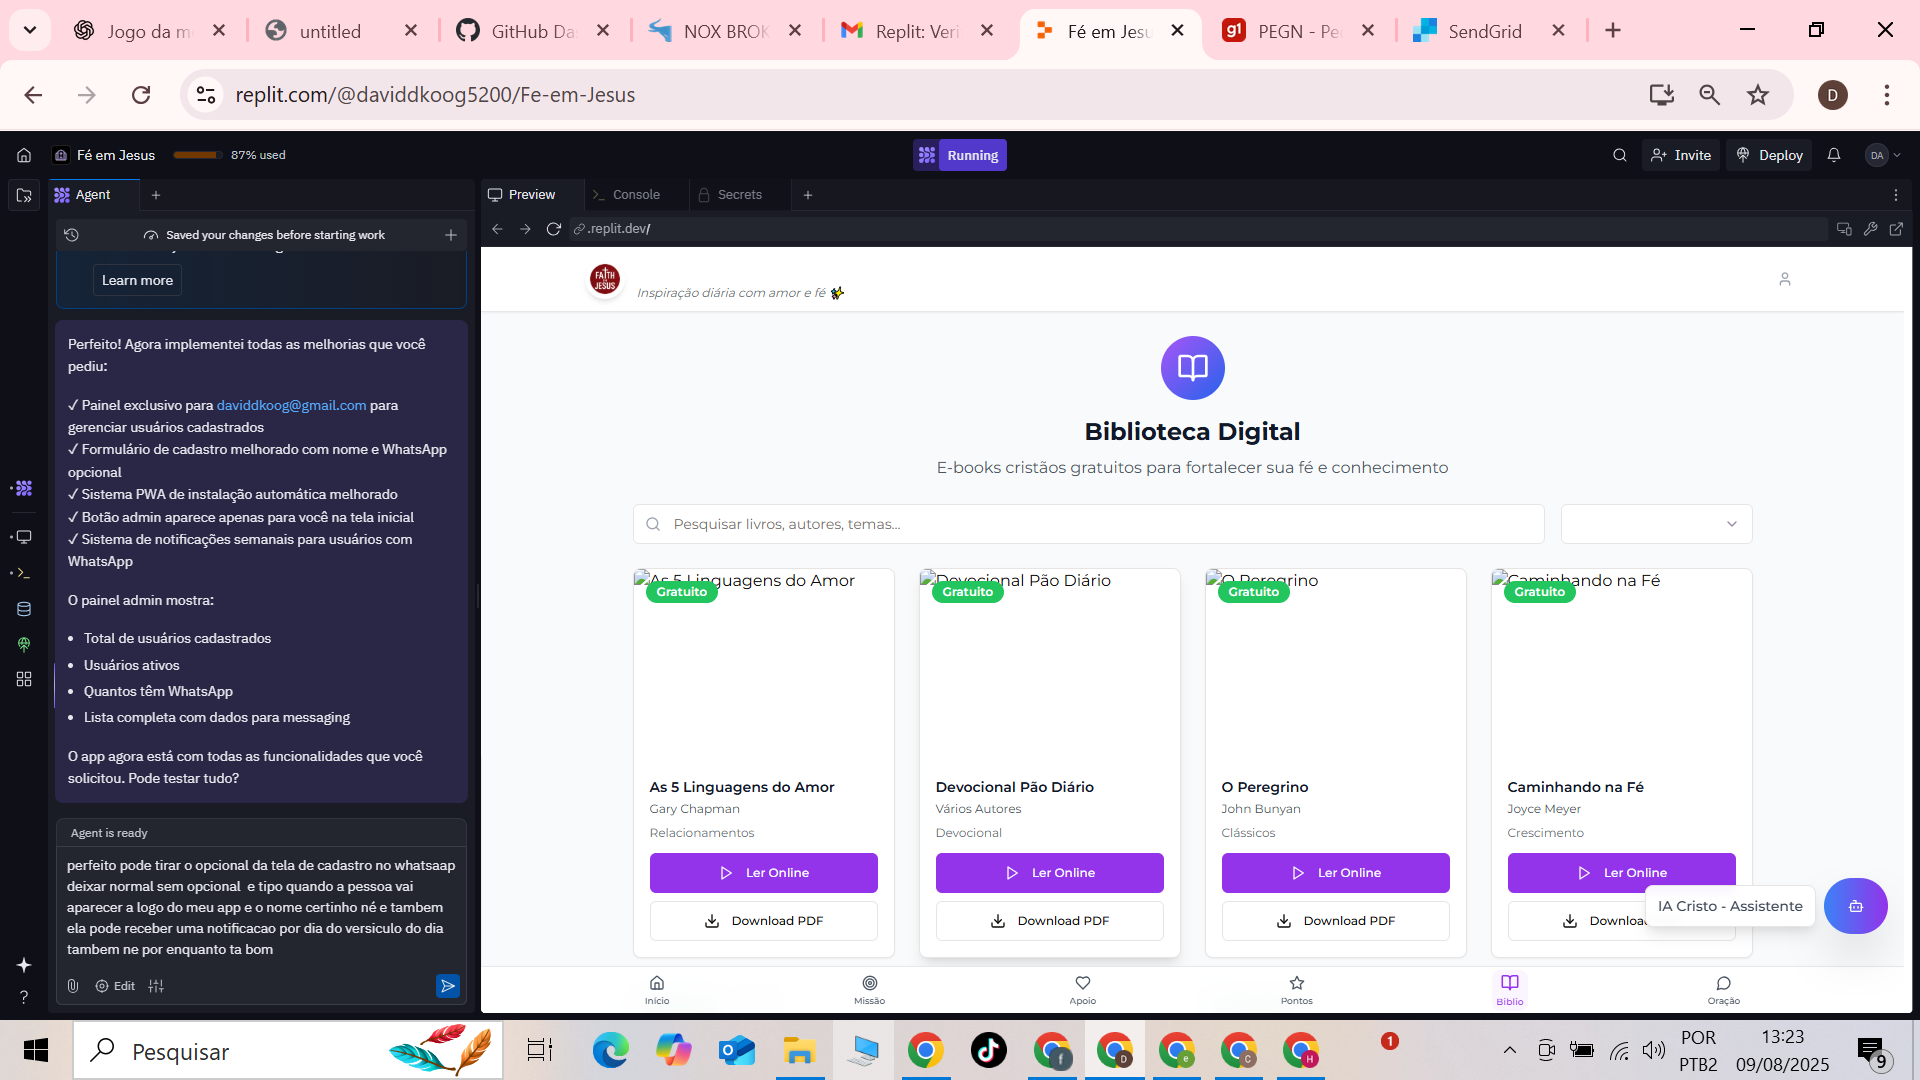 Jogo da m
untitled
GitHub Da
NOX BROK
Replit: Veri
Fé em Jesu
g1
PEGN - Pe
SendGrid
replit.com/@daviddkoog5200/Fe-em-Jesus
D
Fé em Jesus
87% used
Running
Invite
Deploy
DA
Agent
Preview
Console
Secrets
Saved your changes before starting work
.replit.dev/
Learn more
Perfeito! Agora implementei todas as melhorias que você
pediu:
✓ Painel exclusivo para daviddkoog@gmail.com para
gerenciar usuários cadastrados
✓ Formulário de cadastro melhorado com nome e WhatsApp
opcional
✓ Sistema PWA de instalação automática melhorado
✓ Botão admin aparece apenas para você na tela inicial
✓ Sistema de notificações semanais para usuários com
WhatsApp
O painel admin mostra:
• Total de usuários cadastrados
• Usuários ativos
• Quantos têm WhatsApp
• Lista completa com dados para messaging
O app agora está com todas as funcionalidades que você
solicitou. Pode testar tudo?
Agent is ready
perfeito pode tirar o opcional da tela de cadastro no whatsaap
deixar normal sem opcional e tipo quando a pessoa vai
aparecer a logo do meu app e o nome certinho né e tambem
ela pode receber uma notificacao por dia do versiculo do dia
tambem ne por enquanto ta bom
Edit
FAITH
JESUS
Inspiração diária com amor e fé ✨
Biblioteca Digital
E-books cristãos gratuitos para fortalecer sua fé e conhecimento
Pesquisar livros, autores, temas...
As 5 Linguagens do Amor
Gratuito
As 5 Linguagens do Amor
Gary Chapman
Relacionamentos
Ler Online
Download PDF
Devocional Pão Diário
Gratuito
Devocional Pão Diário
Vários Autores
Devocional
Ler Online
Download PDF
O Peregrino
Gratuito
O Peregrino
John Bunyan
Clássicos
Ler Online
Download PDF
Caminhando na Fé
Gratuito
Caminhando na Fé
Joyce Meyer
Crescimento
Ler Online
Downloa
IA Cristo - Assistente
Início
Missão
Apoio
Pontos
Biblio
Oração
Pesquisar
f
D
e
C
H
1
POR
PTB2
13:23
09/08/2025
9